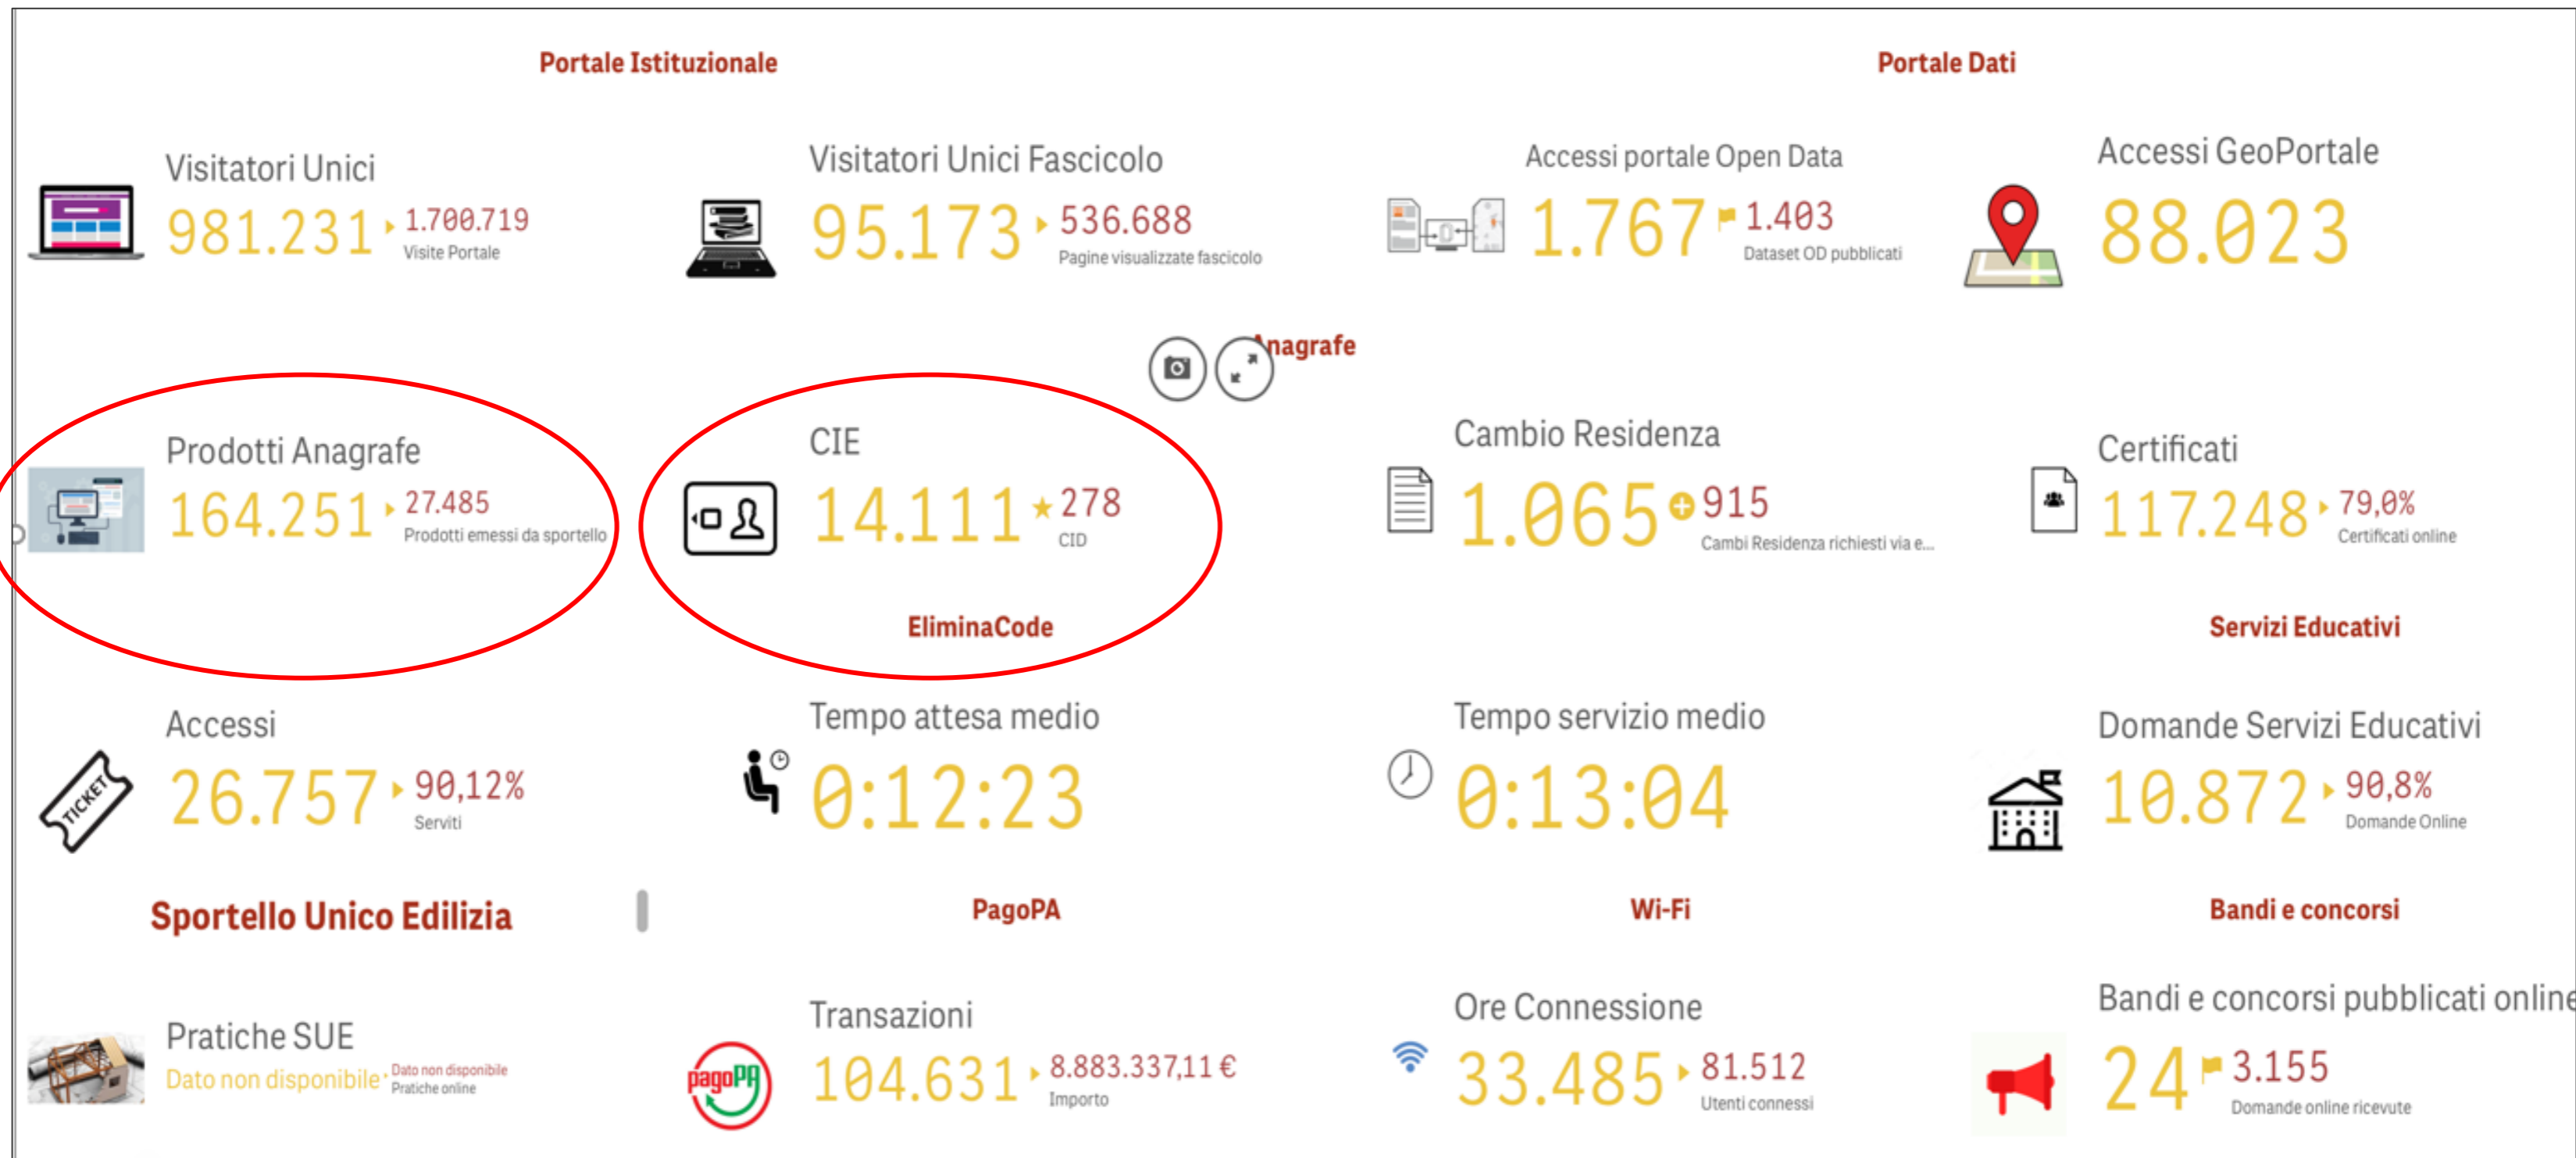 Portale Istituzionale
Portale Dati
Visitatori Unici
981.231 1.700.719
Visite Portale
Visitatori Unici Fascicolo
95.173 536.688
Pagine visualizzate fascicolo
Accessi portale Open Data
1.767 1.403
Dataset OD pubblicati
Accessi GeoPortale
88.023
Anagrafe
Prodotti Anagrafe
164.251 27.485
Prodotti emessi da sportello
CIE
14.111 278
CID
Cambio Residenza
1.065 915
Cambi Residenza richiesti via e...
Certificati
117.248 79,0%
Certificati online
EliminaCode
Servizi Educativi
TICKET
Accessi
26.757 90,12%
Serviti
Tempo attesa medio
0:12:23
Tempo servizio medio
0:13:04
Domande Servizi Educativi
10.872 90,8%
Domande Online
Sportello Unico Edilizia
PagoPA
Wi-Fi
Bandi e concorsi
Pratiche SUE
Dato non disponibile Dato non disponibile
Pratiche online
pagoPA
Transazioni
104.631 8.883.337,11 €
Importo
Ore Connessione
33.485 81.512
Utenti connessi
Bandi e concorsi pubblicati online
24 3.155
Domande online ricevute